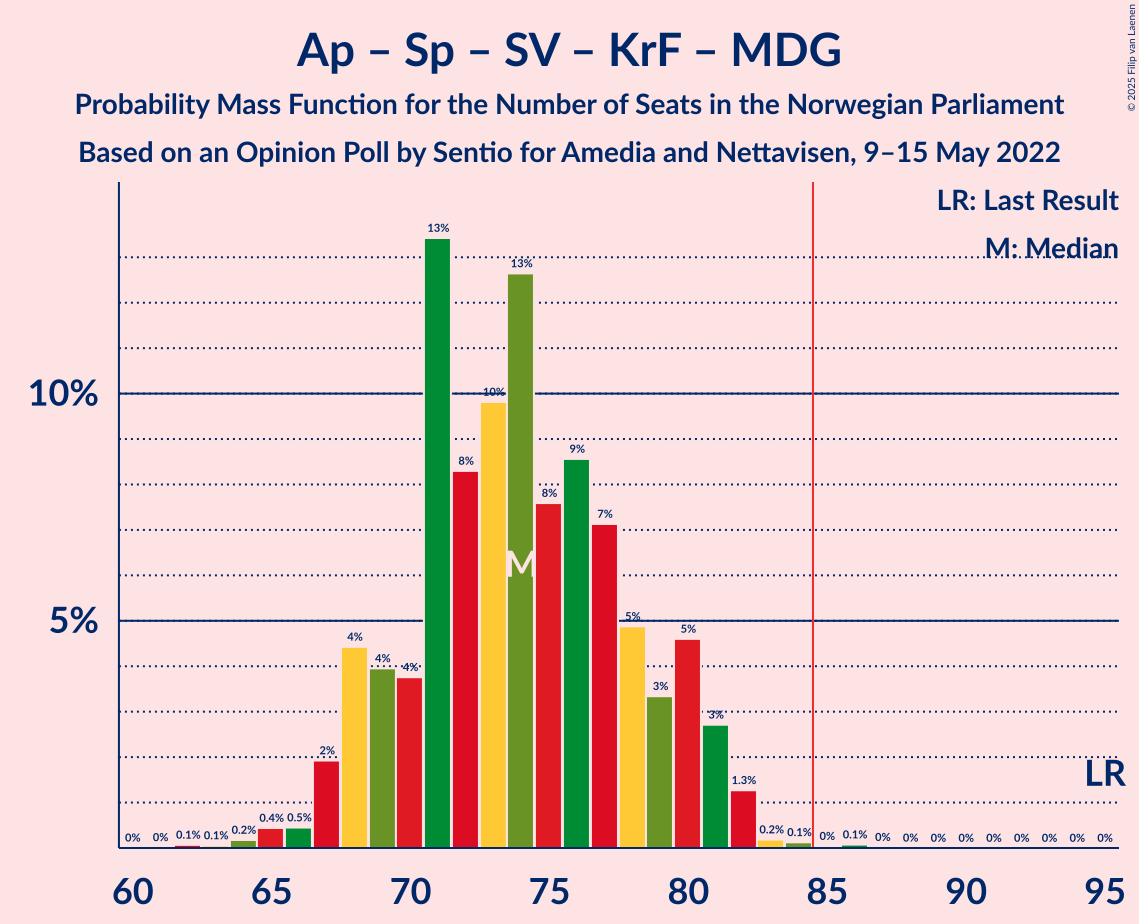 Ap – Sp – SV – KrF – MDG
Probability Mass Function for the Number of Seats in the Norwegian Parliament
Based on an Opinion Poll by Sentio for Amedia and Nettavisen, 9–15 May 2022
© 2025 Filip van Laenen
LR: Last Result
M: Median
10%
5%
0% 0% 0.1% 0.1% 0.2% 0.4% 0.5% 2% 4% 4% 4% 13% 8% 10% 13% 8% 9% 7% 5% 3% 5% 3% 1.3% 0.2% 0.1% 0% 0.1% 0% 0% 0% 0% 0% 0% 0% 0% 0%
M
LR
60 65 70 75 80 85 90 95